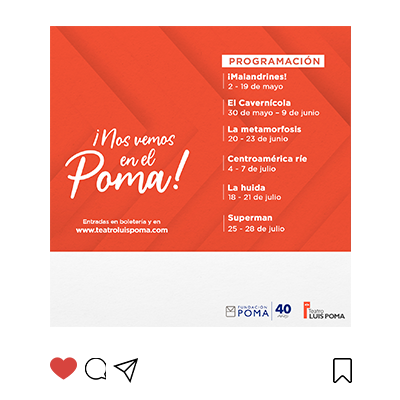 PROGRAMACIÓN
¡Malandrines!
2 - 19 de mayo
El Cavernícola
30 de mayo – 9 de junio
La metamorfosis
20 - 23 de junio
Centroamérica ríe
4 - 7 de julio
La huida
18 - 21 de julio
Superman
25 - 28 de julio
¡Nos vemos
en el
Poma!
Entradas en boletería y en
www.teatroluispoma.com
FUNDACIÓN
POMA
40
AÑOS
Teatro
LUIS POMA